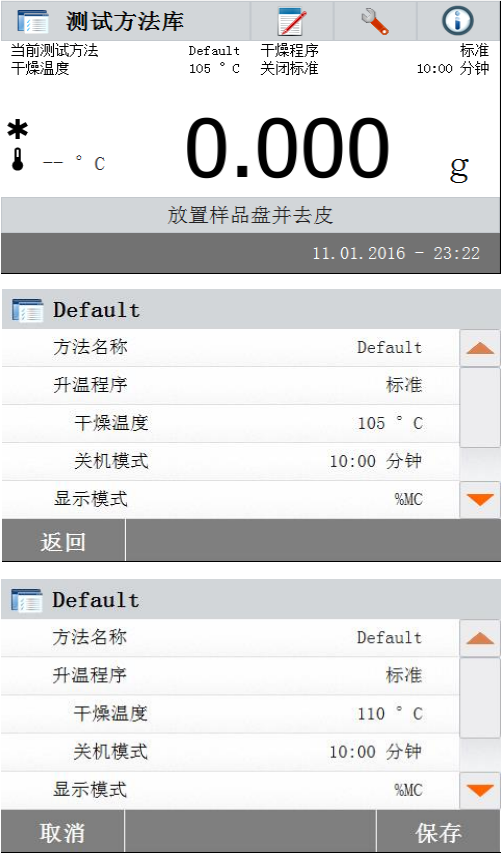 测试方法库
当前测试方法 Default 干燥程序 标准
干燥温度 105 °C 关闭标准 10:00 分钟
-- °C 0.000 g
放置样品盘并去皮
11.01.2016 - 23:22
Default
方法名称 Default
升温程序 标准
干燥温度 105 °C
关机模式 10:00 分钟
显示模式 %MC
返回
Default
方法名称 Default
升温程序 标准
干燥温度 110 °C
关机模式 10:00 分钟
显示模式 %MC
取消 保存